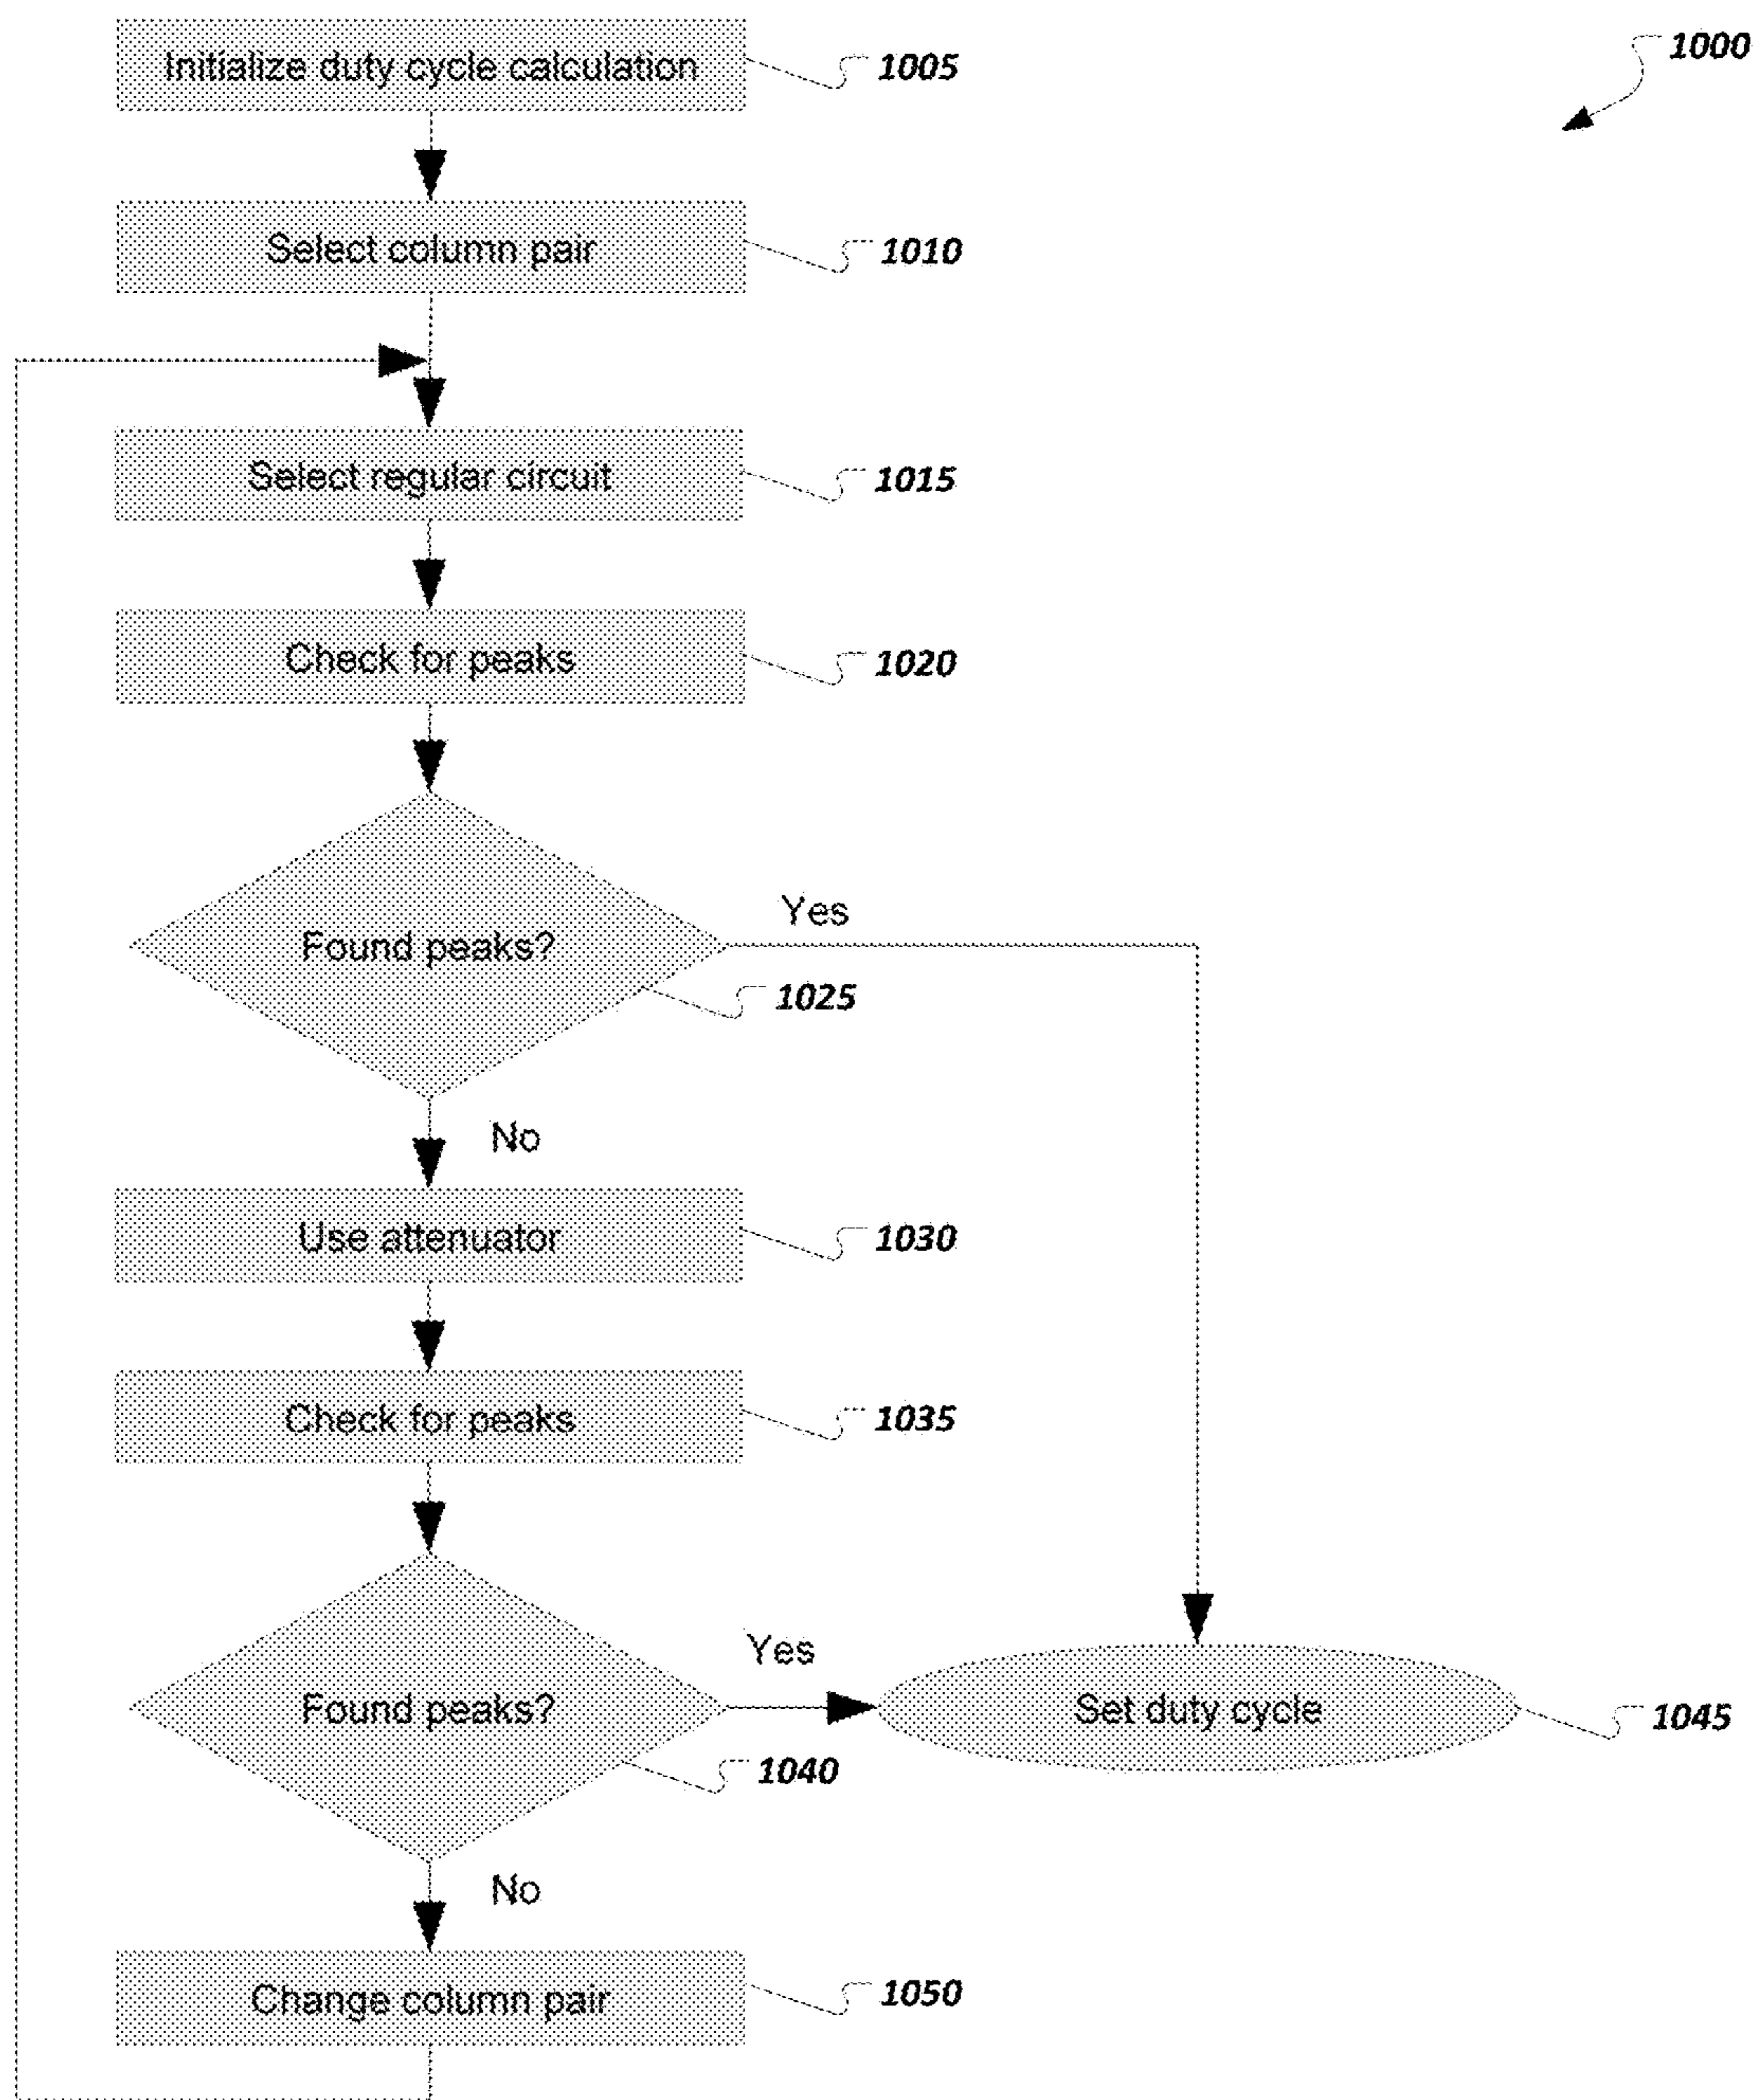 1000
Initialize duty cycle calculation 1005
Select column pair 1010
Select regular circuit 1015
Check for peaks 1020
Yes
Found peaks?
1025
No
Use attenuator 1030
Check for peaks 1035
Yes
Found peaks? Set duty cycle 1045
1040
No
Change column pair 1050